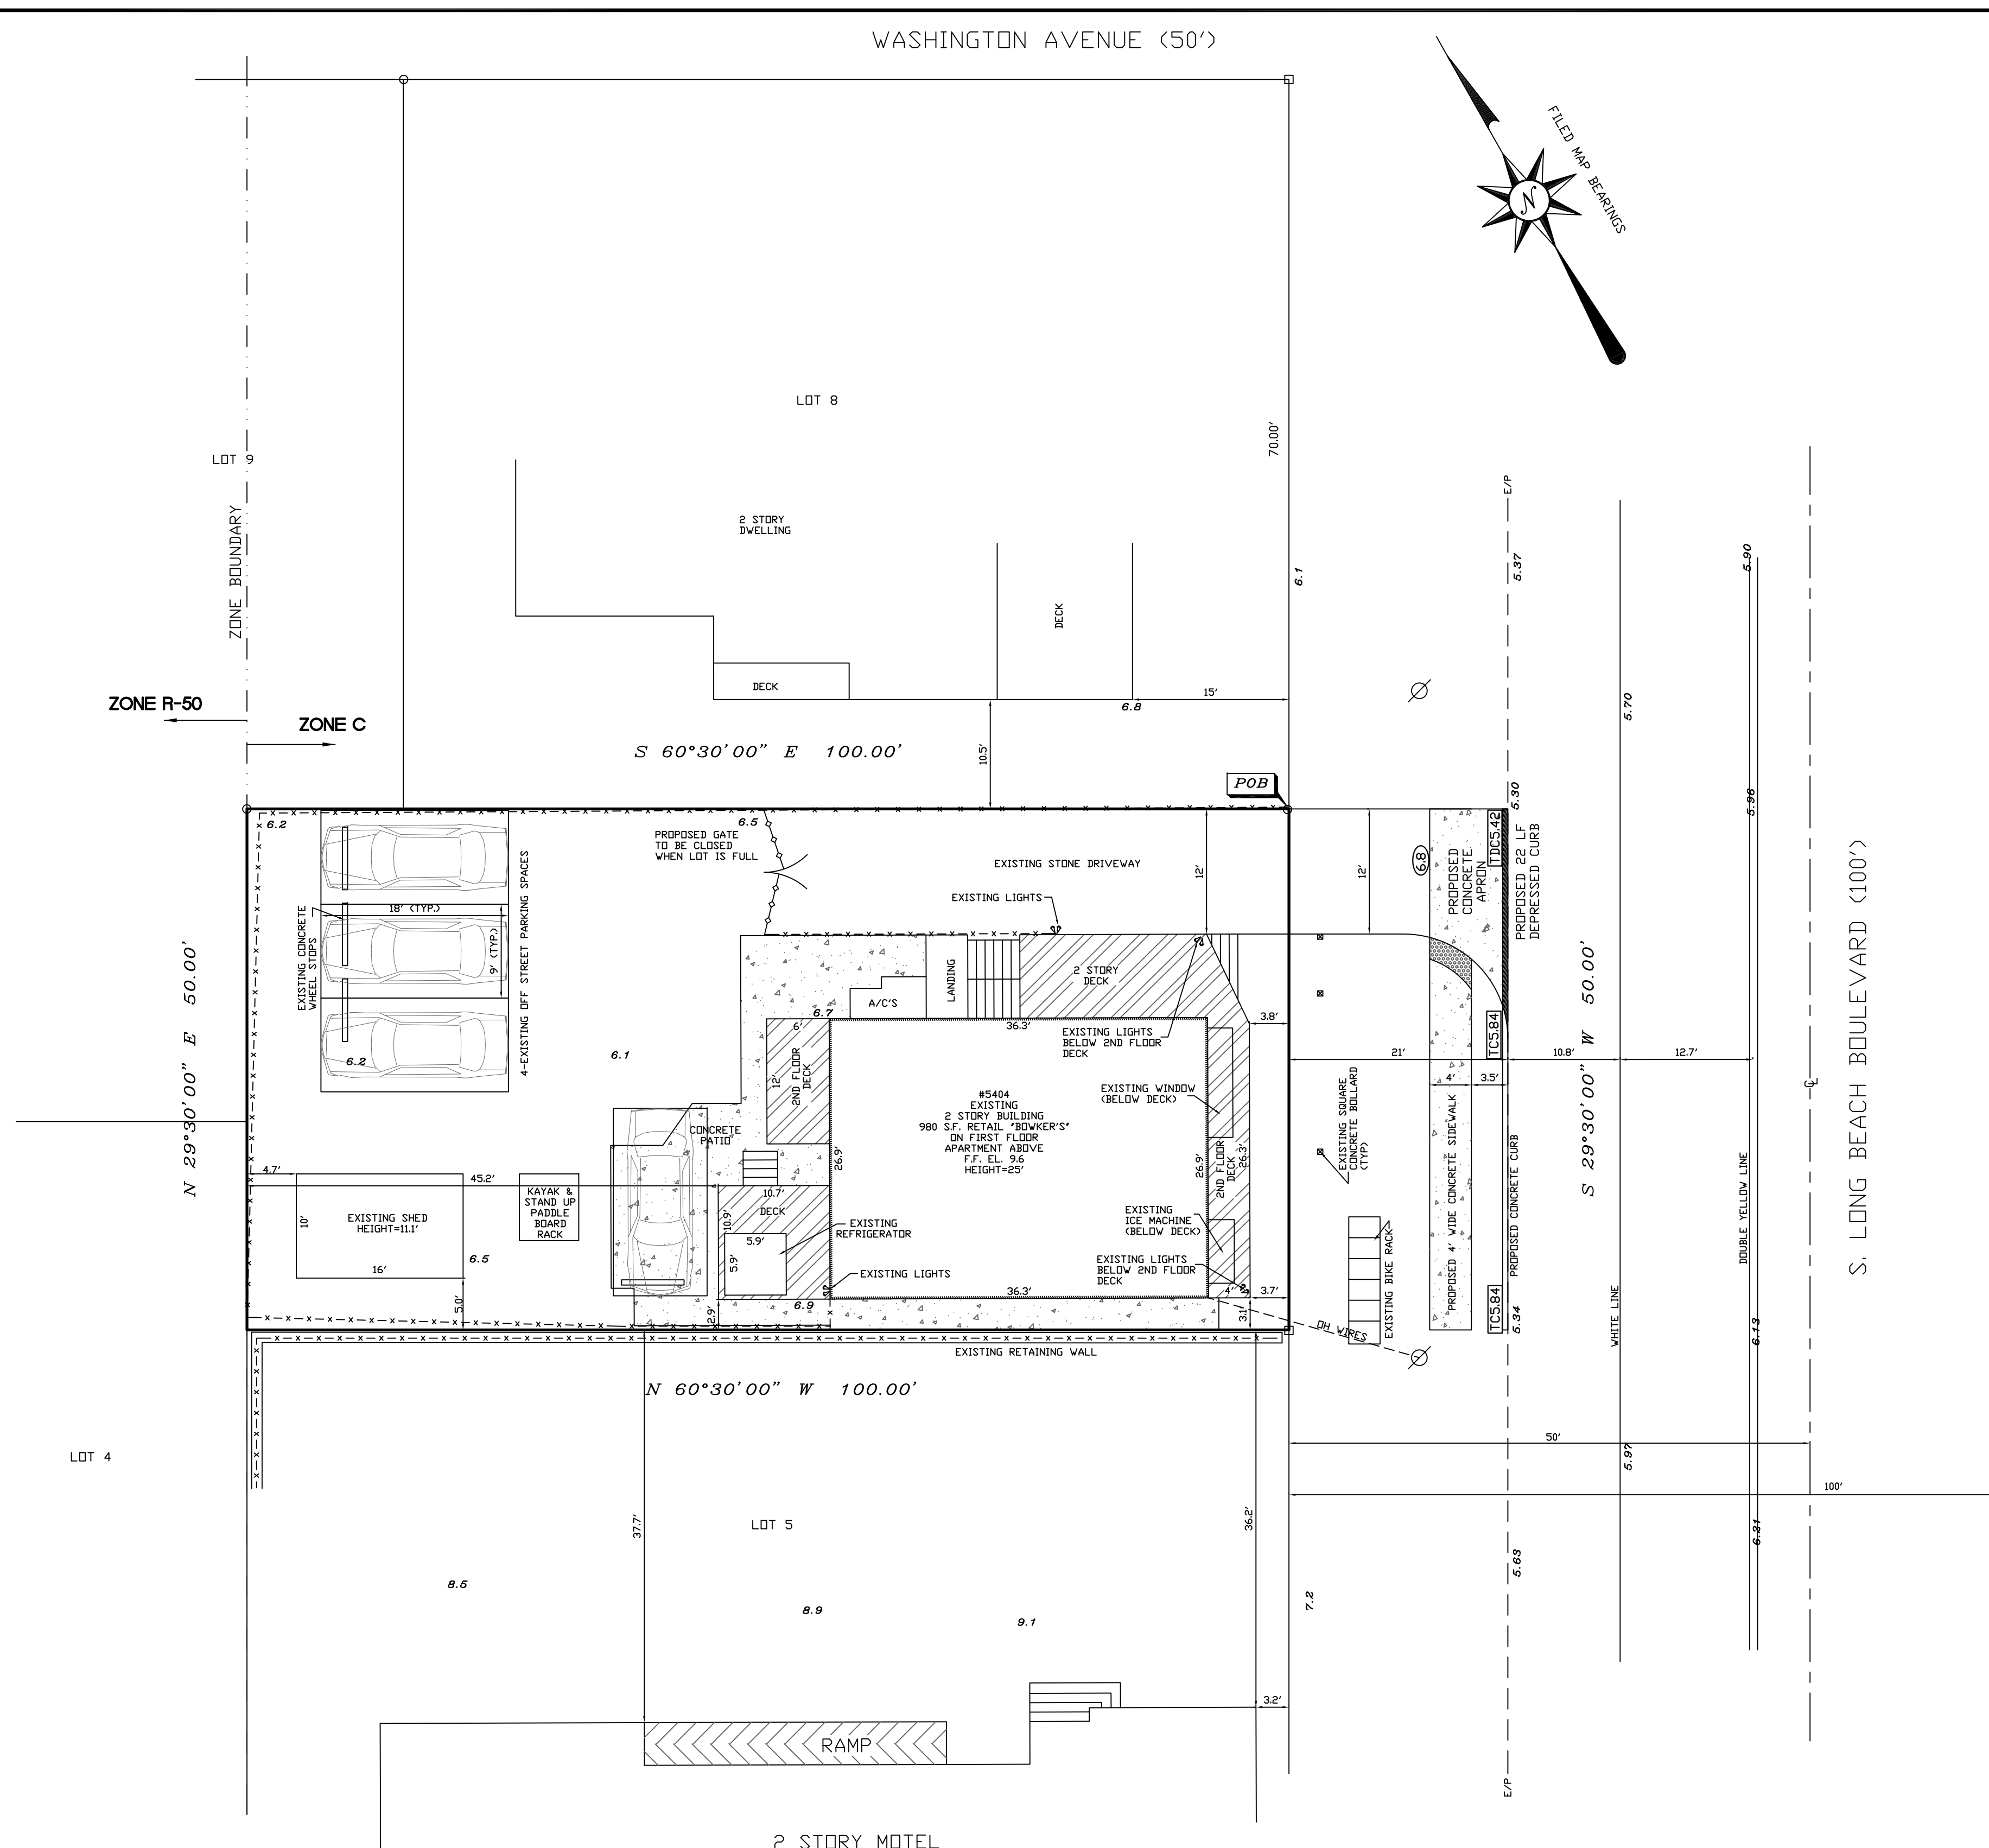 WASHINGTON AVENUE (50')
FILED MAP BEARINGS
N
LOT 8
70.00'
LOT 9
ZONE BOUNDARY
2 STORY
DWELLING
DECK
DECK
15'
6.8
6.1
10.5'
E/P
5.37
5.90
5.70
ZONE R-50
ZONE C
S 60°30'00" E 100.00'
POB
5.30
5.96
6.2
6.5
PROPOSED GATE
TO BE CLOSED
WHEN LOT IS FULL
EXISTING STONE DRIVEWAY
EXISTING LIGHTS
12'
12'
6.8
PROPOSED
CONCRETE
APRON
TDC5.42
PROPOSED 22 LF
DEPRESSED CURB
S. LONG BEACH BOULEVARD (100')
N 29°30'00" E 50.00'
EXISTING CONCRETE
WHEEL STOPS
18' (TYP.)
9' (TYP.)
4-EXISTING OFF STREET PARKING SPACES
6.2
6.1
6.7
A/C'S
LANDING
2 STORY
DECK
6'
36.3'
EXISTING LIGHTS
BELOW 2ND FLOOR
DECK
3.8'
12'
2ND FLOOR
DECK
CONCRETE
PATIO
#5404
EXISTING
2 STORY BUILDING
980 S.F. RETAIL "BOWKER'S"
ON FIRST FLOOR
APARTMENT ABOVE
F.F. EL. 9.6
HEIGHT=25'
EXISTING WINDOW
(BELOW DECK)
26.9'
26.9'
2ND FLOOR
DECK
26.3'
21'
10.8'
12.7'
4'
3.5'
TC5.84
S 29°30'00" W 50.00'
CL
EXISTING SQUARE
CONCRETE BOLLARD
(TYP)
PROPOSED 4' WIDE CONCRETE SIDEWALK
PROPOSED CONCRETE CURB
DOUBLE YELLOW LINE
4.7'
45.2'
10'
EXISTING SHED
HEIGHT=11.1'
16'
5.0'
6.5
KAYAK &
STAND UP
PADDLE
BOARD
RACK
10.7'
DECK
10.9'
5.9'
5.9'
EXISTING
REFRIGERATOR
EXISTING LIGHTS
6.9
2.9'
36.3'
EXISTING
ICE MACHINE
(BELOW DECK)
EXISTING LIGHTS
BELOW 2ND FLOOR
DECK
4'
3.7'
3.1'
EXISTING BIKE RACK
OH WIRES
TC5.84
5.34
WHITE LINE
6.13
EXISTING RETAINING WALL
N 60°30'00" W 100.00'
50'
5.97
100'
LOT 4
LOT 5
37.7'
36.2'
6.21
5.63
7.2
8.5
8.9
9.1
3.2'
RAMP
E/P
2 STORY MOTEL